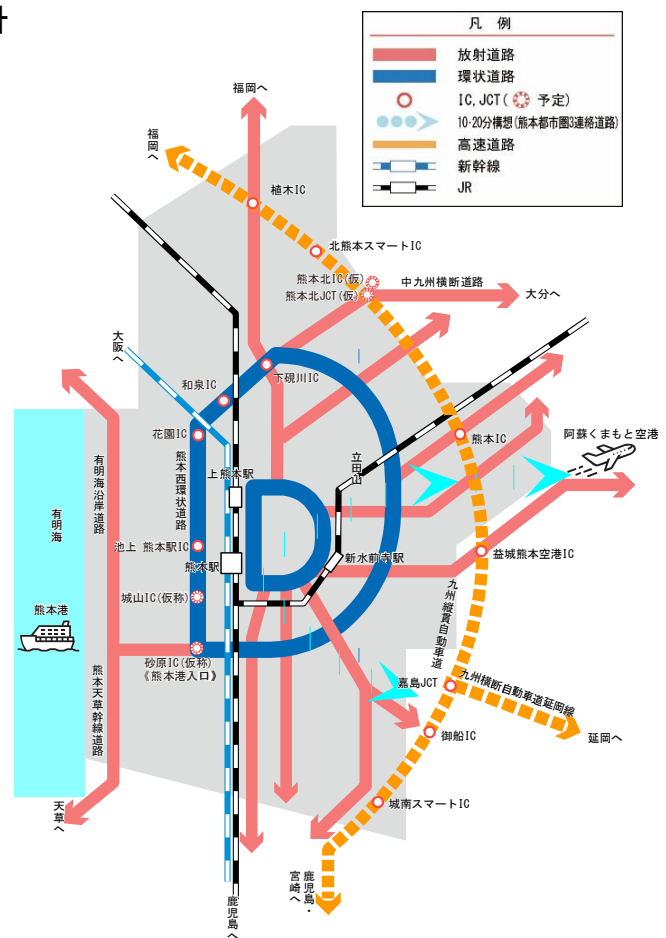 計
凡 例
放射道路
環状道路
IC,JCT( 予定)
10・20分構想(熊本都市圏3連絡道路)
高速道路
新幹線
JR
福岡へ
福岡へ
植木IC
北熊本スマートIC
熊本北IC(仮)
熊本北JCT(仮)
中九州横断道路
大分へ
大阪へ
下硯川IC
和泉IC
花園IC
熊本IC
阿蘇くまもと空港
有明海沿岸道路
熊本西環状道路
上熊本駅
立田山
有明海
池上 熊本駅IC
熊本駅
新水前寺駅
益城熊本空港IC
城山IC(仮称)
熊本港
九州縦貫自動車道
砂原IC(仮称)
《熊本港入口》
嘉島JCT
九州横断自動車道延岡線
熊本天草幹線道路
御船IC
延岡へ
天草へ
城南スマートIC
鹿児島・
宮崎へ
鹿児島へ